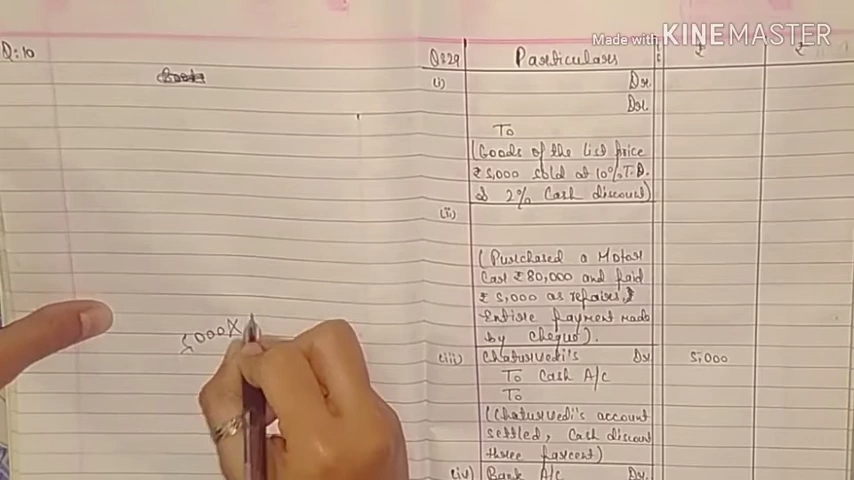 Made with KINEMASTER
Q:10
Q:29 Particulars ₹ ₹
(i) Dr.
Dr.
To
(Goods of the List price
₹ 5,000 sold at 10% T.D.
& 2% Cash discount)
(ii)
(Purchased a Motor
Car ₹ 80,000 and paid
₹ 5,000 as repairs,
Entire payment made
by cheque).
(iii) Chaturvedi's Dr 5,000
To Cash A/c
To
(Chaturvedi's account
settled, Cash discount
three percent)
(iv) Bank A/c Dr.
5000X